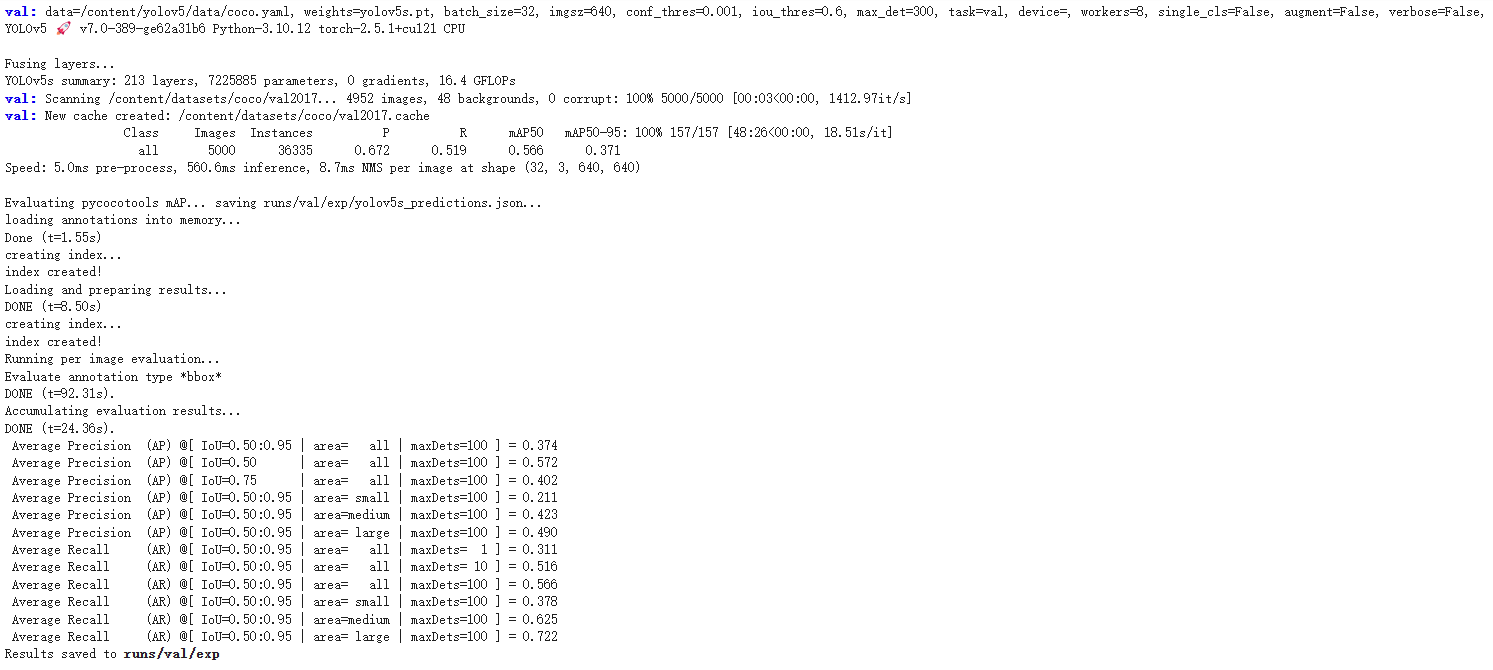 val: data=/content/yolov5/data/coco.yaml, weights=yolov5s.pt, batch_size=32, imgsz=640, conf_thres=0.001, iou_thres=0.6, max_det=300, task=val, device=, workers=8, single_cls=False, augment=False, verbose=False,
YOLOv5 🚀 v7.0-389-ge62a31b6 Python-3.10.12 torch-2.5.1+cu121 CPU
Fusing layers...
YOLOv5s summary: 213 layers, 7225885 parameters, 0 gradients, 16.4 GFLOPs
val: Scanning /content/datasets/coco/val2017... 4952 images, 48 backgrounds, 0 corrupt: 100% 5000/5000 [00:03<00:00, 1412.97it/s]
val: New cache created: /content/datasets/coco/val2017.cache
Class Images Instances P R mAP50 mAP50-95: 100% 157/157 [48:26<00:00, 18.51s/it]
all 5000 36335 0.672 0.519 0.566 0.371
Speed: 5.0ms pre-process, 560.6ms inference, 8.7ms NMS per image at shape (32, 3, 640, 640)
Evaluating pycocotools mAP... saving runs/val/exp/yolov5s_predictions.json...
loading annotations into memory...
Done (t=1.55s)
creating index...
index created!
Loading and preparing results...
DONE (t=8.50s)
creating index...
index created!
Running per image evaluation...
Evaluate annotation type *bbox*
DONE (t=92.31s).
Accumulating evaluation results...
DONE (t=24.36s).
Average Precision (AP) @[ IoU=0.50:0.95 | area= all | maxDets=100 ] = 0.374
Average Precision (AP) @[ IoU=0.50 | area= all | maxDets=100 ] = 0.572
Average Precision (AP) @[ IoU=0.75 | area= all | maxDets=100 ] = 0.402
Average Precision (AP) @[ IoU=0.50:0.95 | area= small | maxDets=100 ] = 0.211
Average Precision (AP) @[ IoU=0.50:0.95 | area=medium | maxDets=100 ] = 0.423
Average Precision (AP) @[ IoU=0.50:0.95 | area= large | maxDets=100 ] = 0.490
Average Recall (AR) @[ IoU=0.50:0.95 | area= all | maxDets= 1 ] = 0.311
Average Recall (AR) @[ IoU=0.50:0.95 | area= all | maxDets= 10 ] = 0.516
Average Recall (AR) @[ IoU=0.50:0.95 | area= all | maxDets=100 ] = 0.566
Average Recall (AR) @[ IoU=0.50:0.95 | area= small | maxDets=100 ] = 0.378
Average Recall (AR) @[ IoU=0.50:0.95 | area=medium | maxDets=100 ] = 0.625
Average Recall (AR) @[ IoU=0.50:0.95 | area= large | maxDets=100 ] = 0.722
Results saved to runs/val/exp